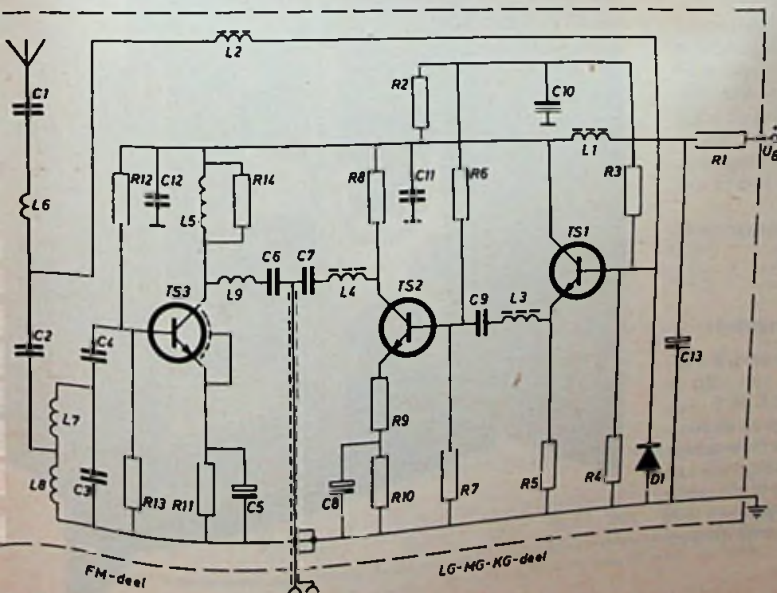 L2
C1
R2
C10
L1
R1
UB
R12
C12
L5
R14
R8
C11
R6
R3
L6
TS1
C6
C7
TS3
L9
L4
TS2
C9
L3
C2
C4
C13
R9
L7
L8
C3
R13
R11
C5
C8
R10
R7
R5
R4
D1
FM-deel
LG-MG-KG-deel